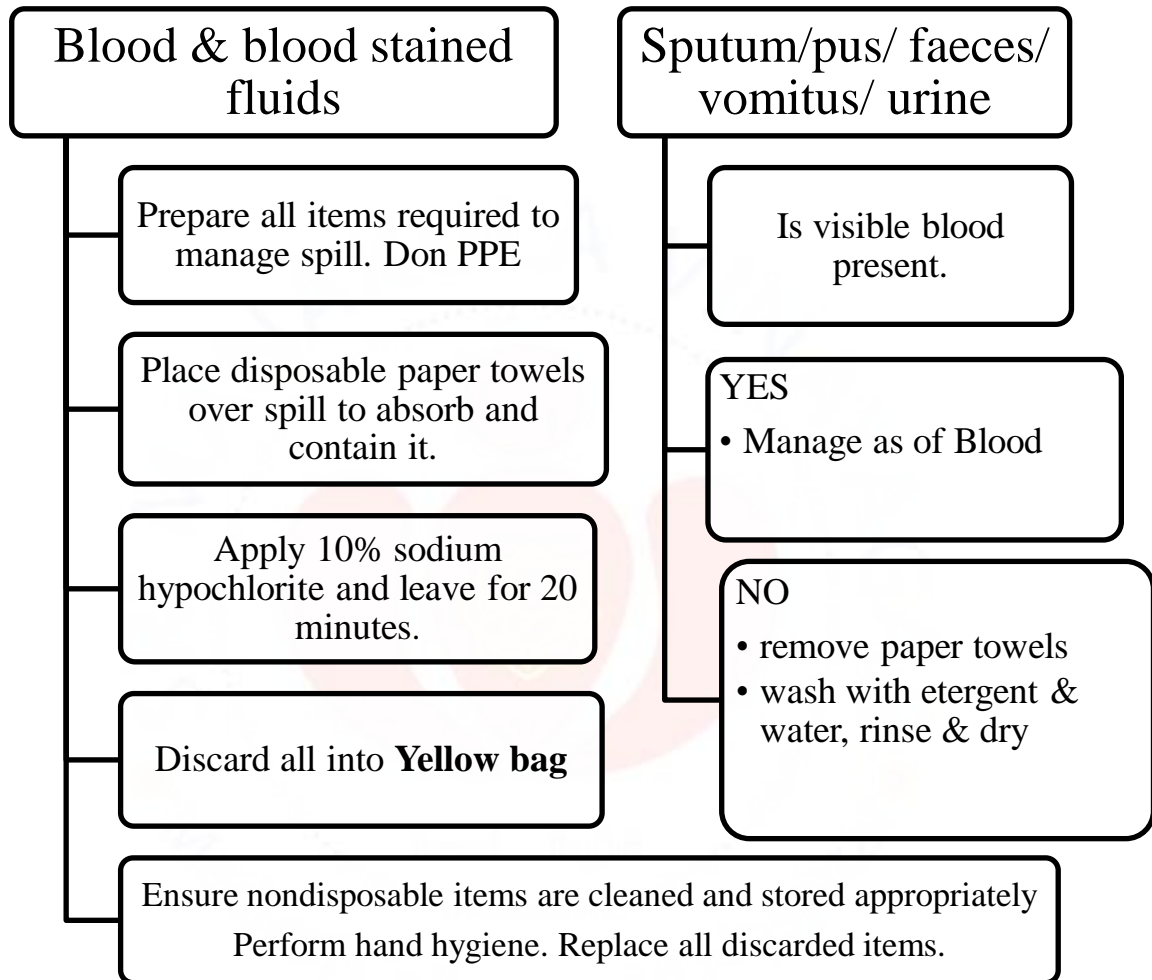 Blood & blood stained
fluids
Prepare all items required to
manage spill. Don PPE
Place disposable paper towels
over spill to absorb and
contain it.
Apply 10% sodium
hypochlorite and leave for 20
minutes.
Discard all into Yellow bag
Ensure nondisposable items are cleaned and stored appropriately
Perform hand hygiene. Replace all discarded items.
Sputum/pus/ faeces/
vomitus/ urine
Is visible blood
present.
YES
• Manage as of Blood
NO
• remove paper towels
• wash with etergent &
water, rinse & dry